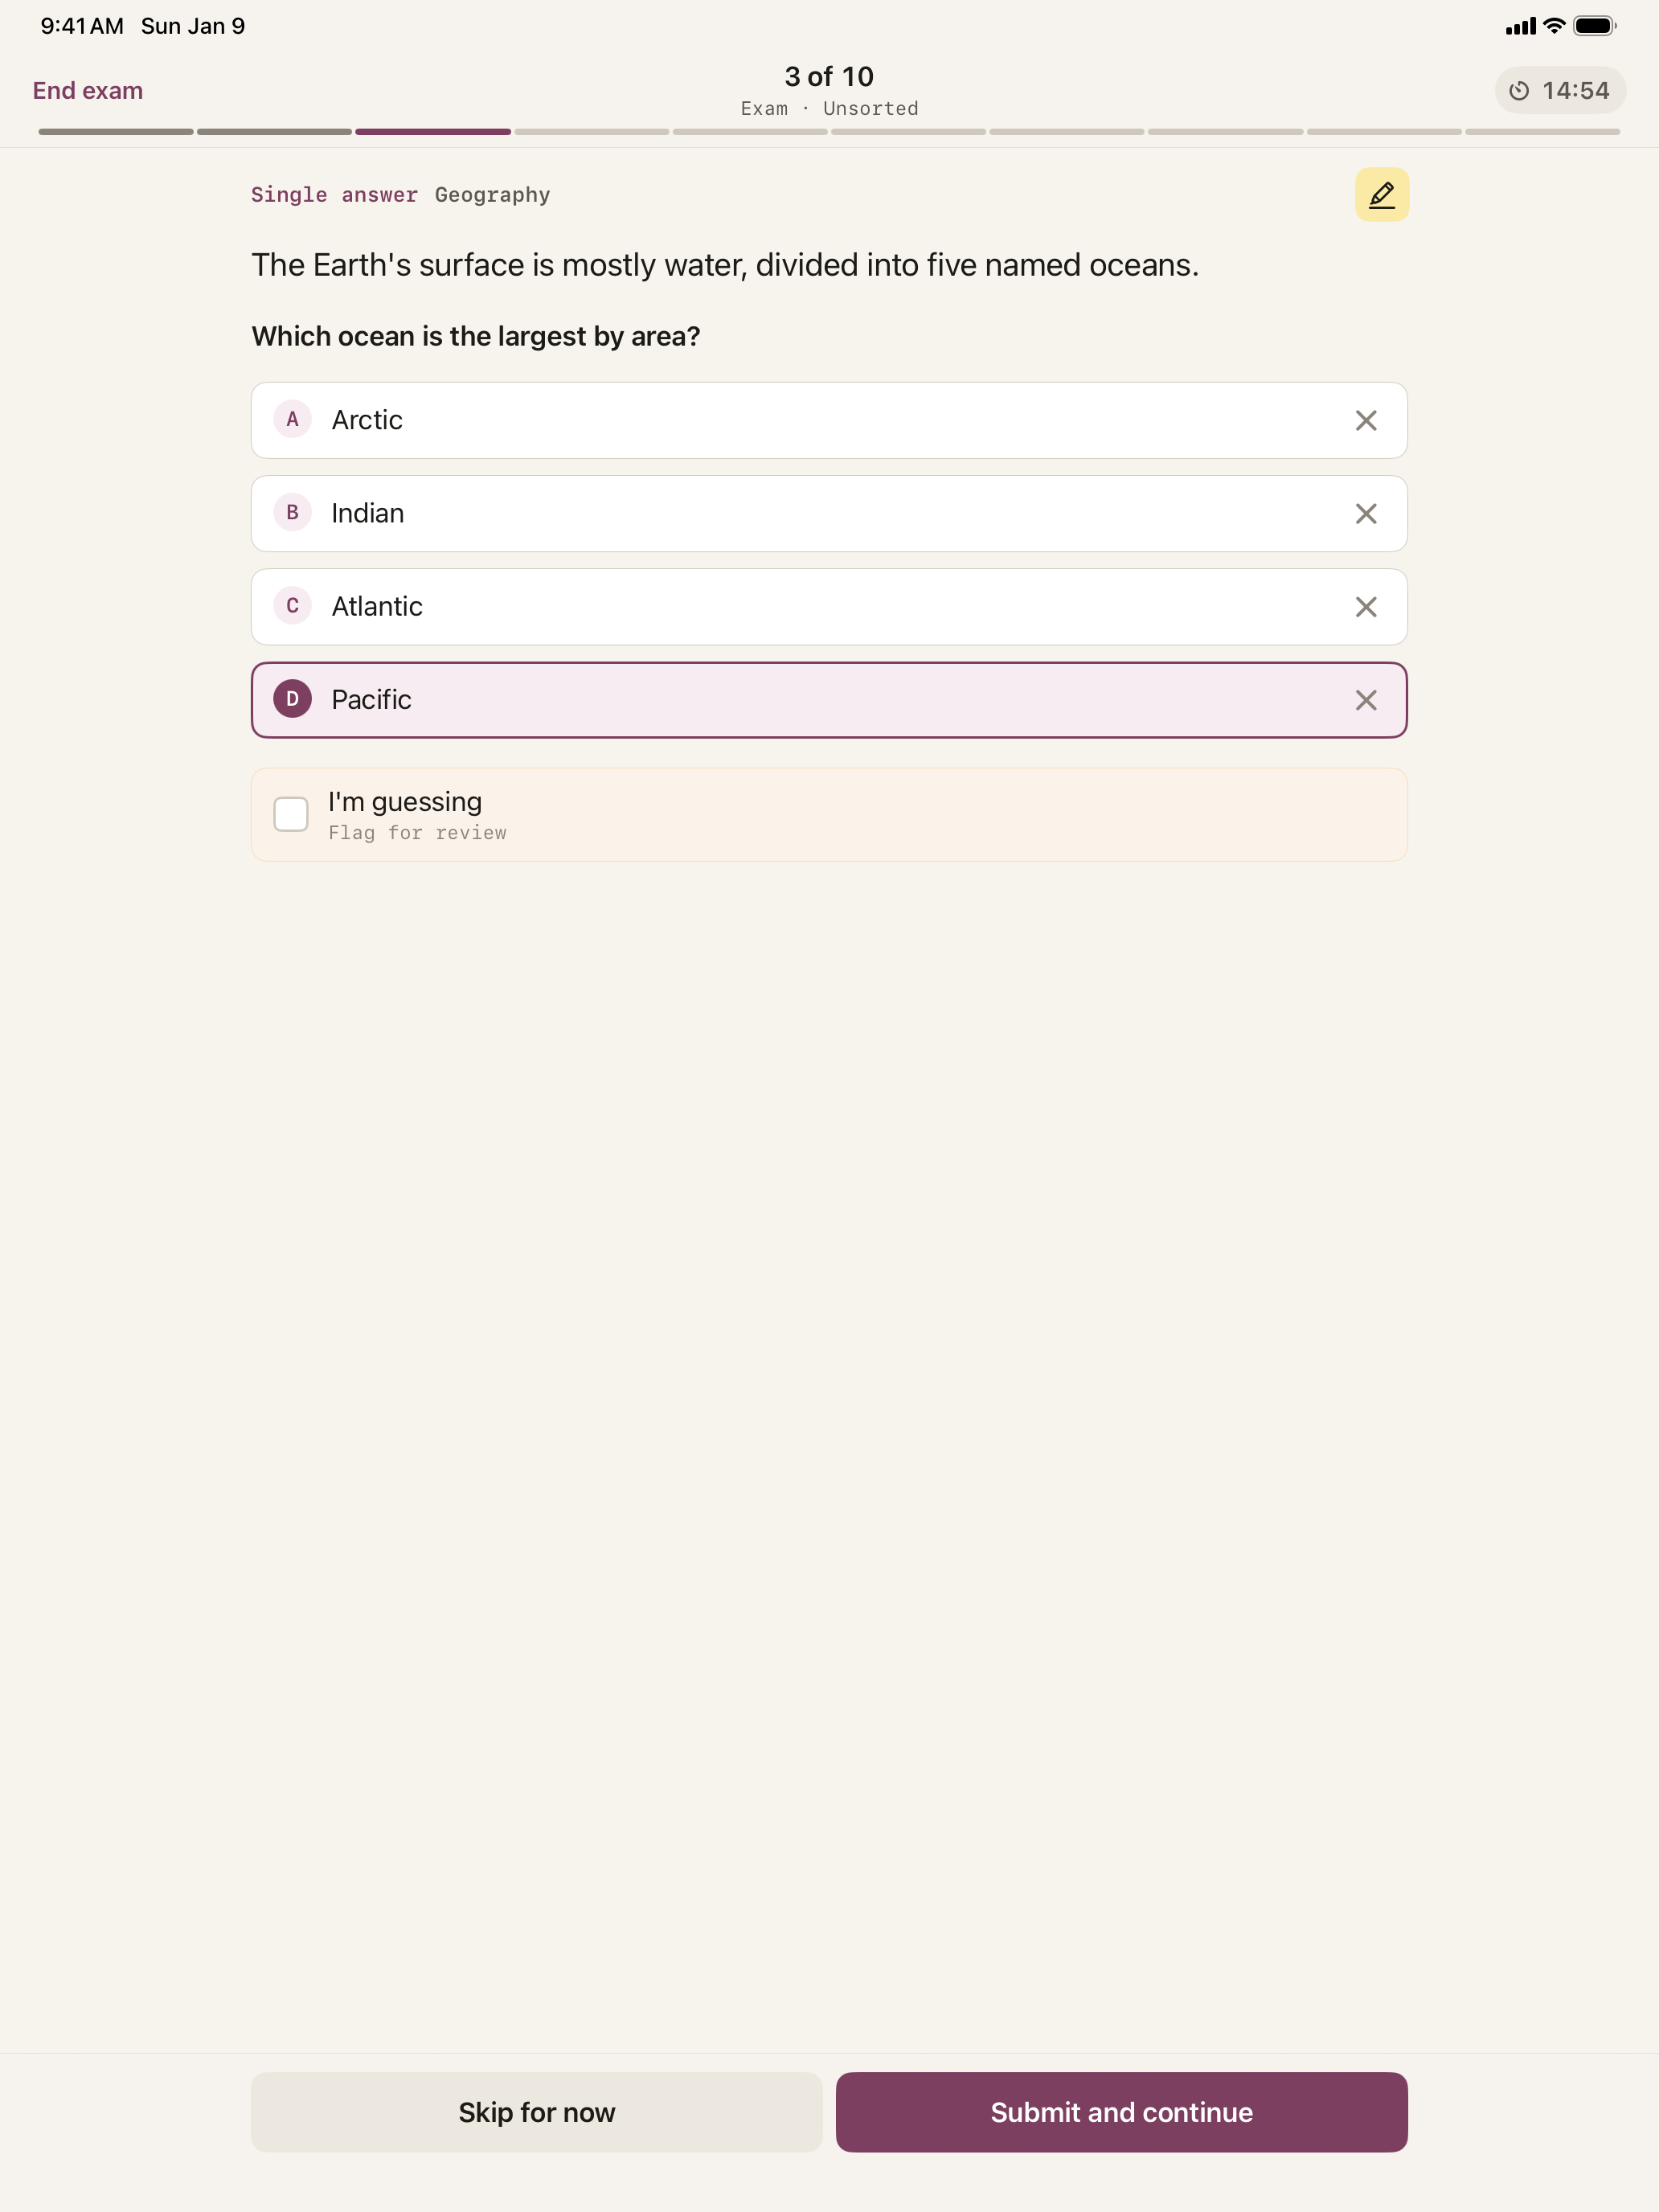 9:41 AM Sun Jan 9
End exam
3 of 10
Exam · Unsorted
14:54
Single answer Geography
The Earth's surface is mostly water, divided into five named oceans.
Which ocean is the largest by area?
A Arctic
B Indian
C Atlantic
D Pacific
I'm guessing
Flag for review
Skip for now
Submit and continue